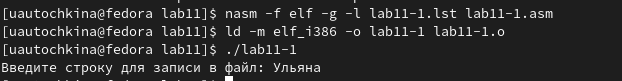 [uautochkina@fedora lab11]$ nasm -f elf -g -l lab11-1.lst lab11-1.asm
[uautochkina@fedora lab11]$ ld -m elf_i386 -o lab11-1 lab11-1.o
[uautochkina@fedora lab11]$ ./lab11-1
Введите строку для записи в файл: Ульяна